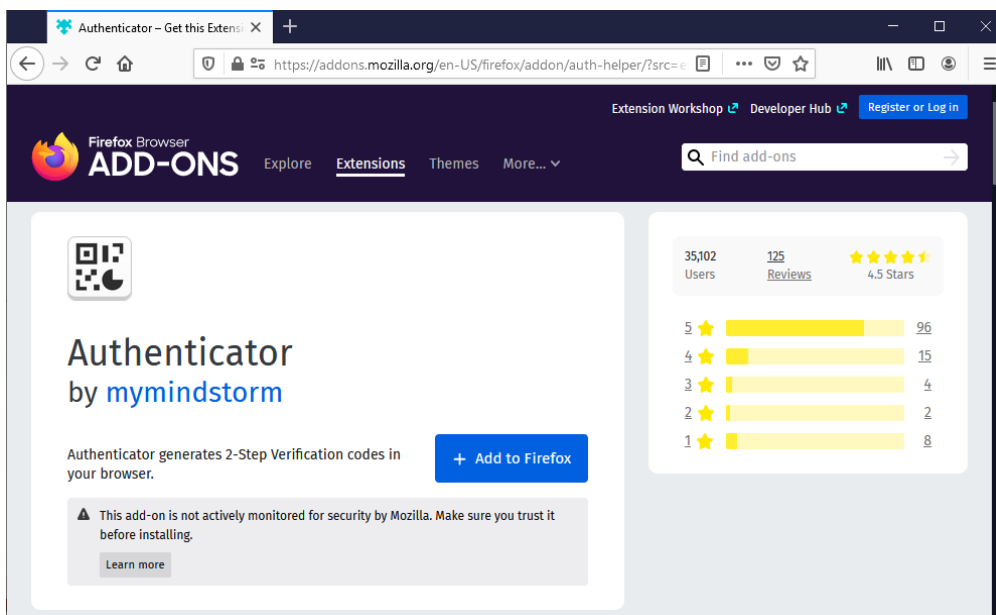 Authenticator – Get this Extensi
https://addons.mozilla.org/en-US/firefox/addon/auth-helper/?src=e
Extension Workshop Developer Hub Register or Log in
Firefox Browser
ADD-ONS Explore Extensions Themes More... Find add-ons
35,102 125
Users Reviews 4.5 Stars
5 96
4 15
3 4
2 2
1 8
Authenticator
by mymindstorm
Authenticator generates 2-Step Verification codes in
your browser.
+ Add to Firefox
This add-on is not actively monitored for security by Mozilla. Make sure you trust it
before installing.
Learn more